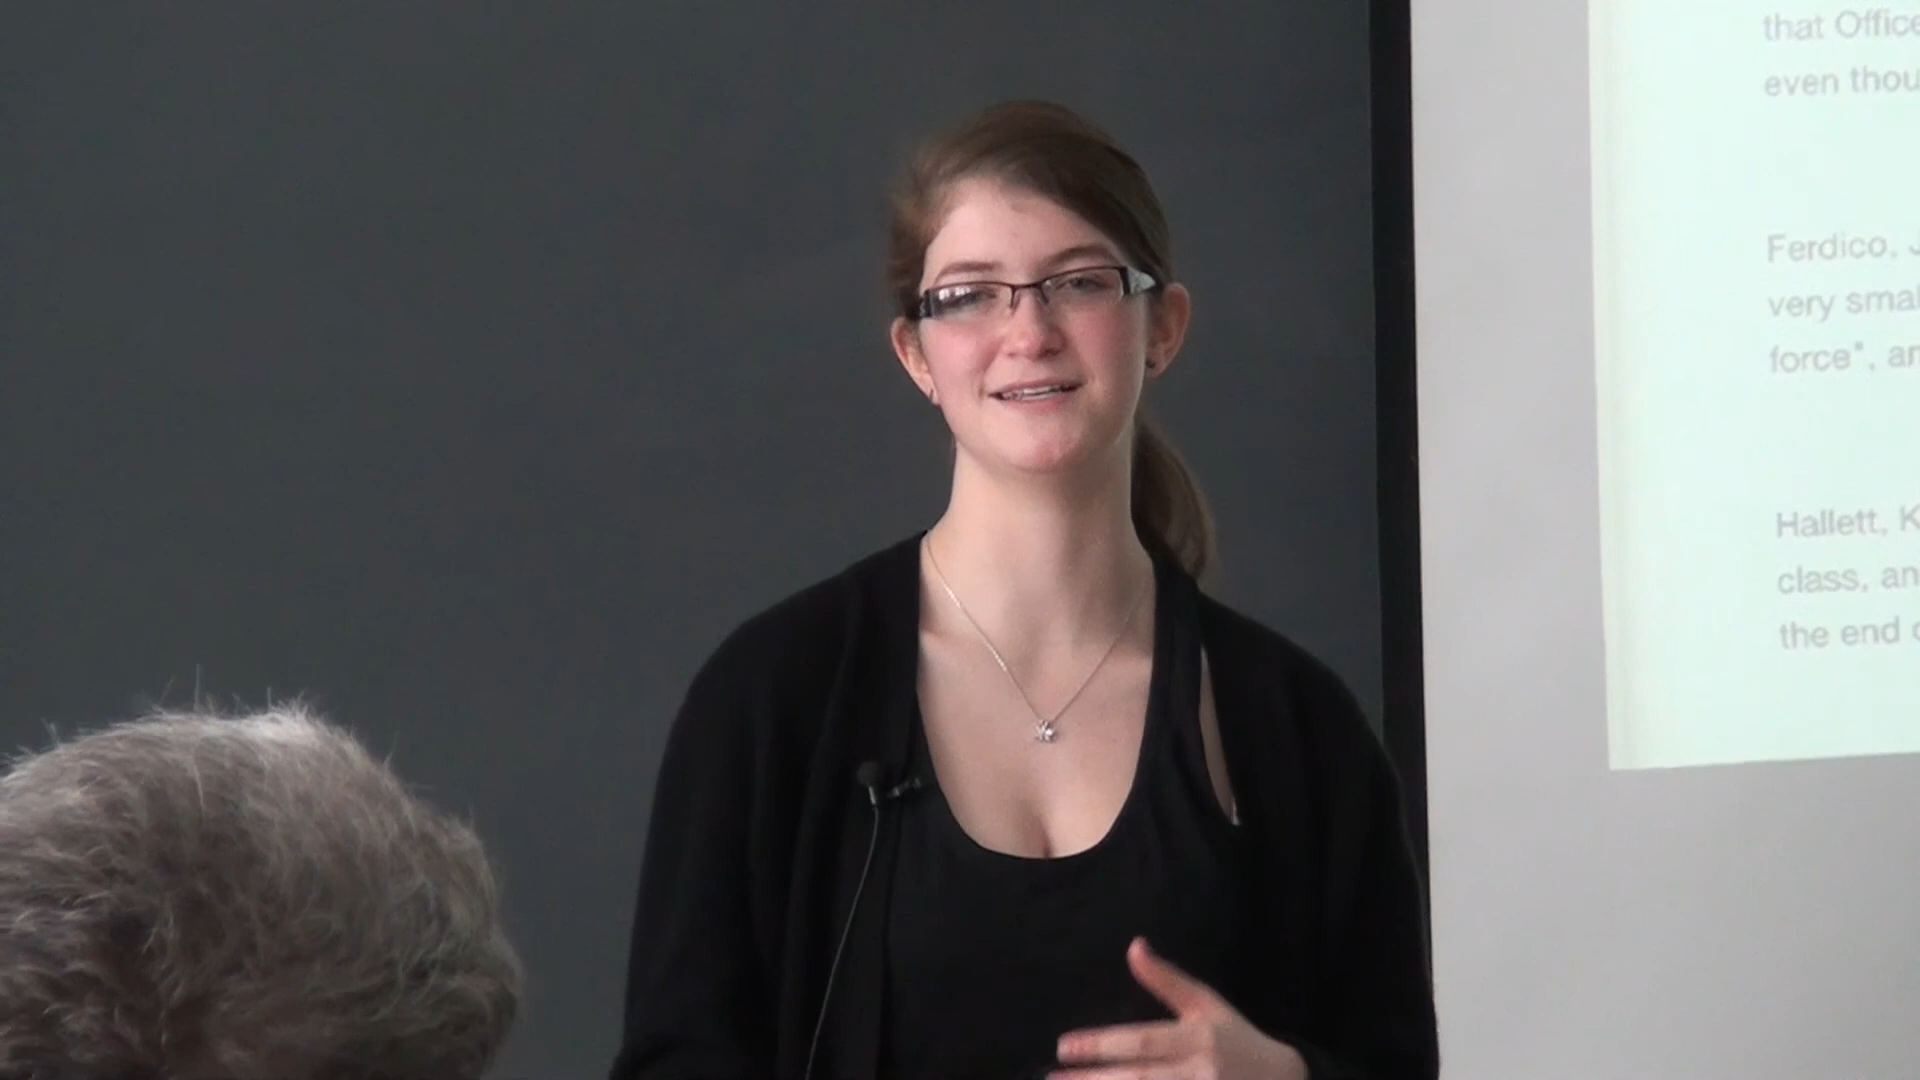 that Office
even thou
Ferdico, J
very smal
force", an
Hallett, K
class, an
the end o